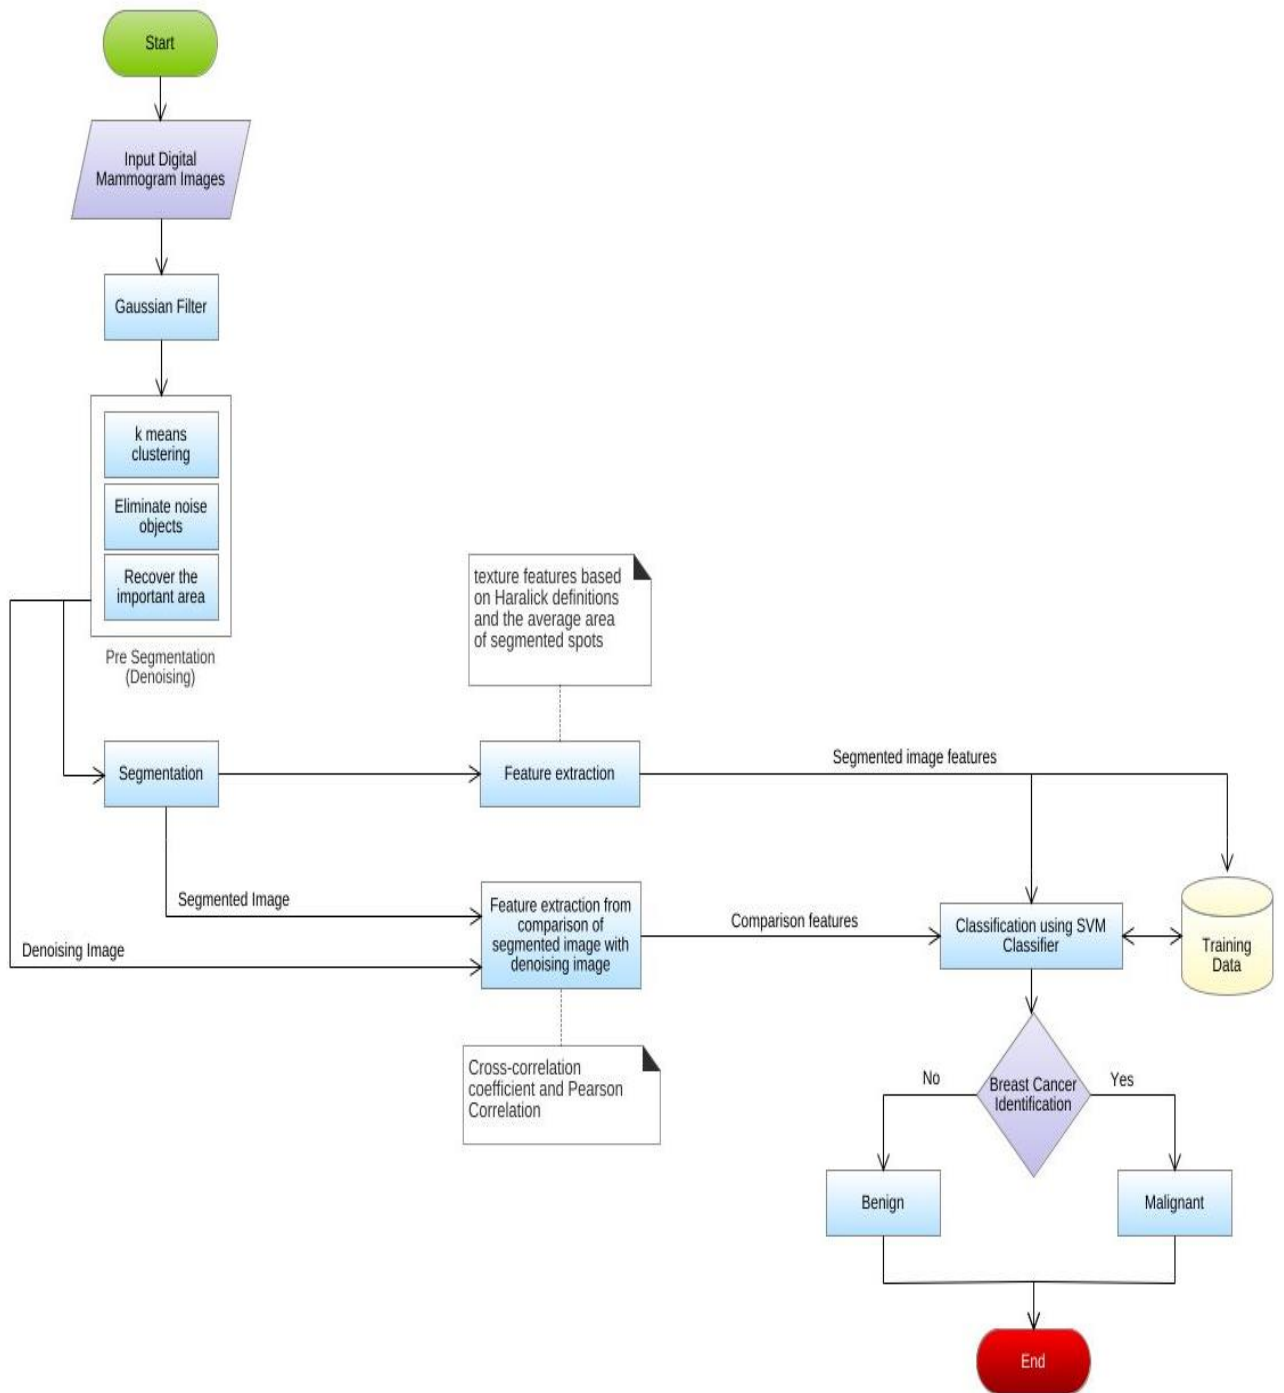 Start
Input Digital
Mammogram Images
Gaussian Filter
k means
clustering
Eliminate noise
objects
Recover the
important area
Pre Segmentation
(Denoising)
texture features based
on Haralick definitions
and the average area
of segmented spots
Segmentation
Feature extraction
Segmented image features
Segmented Image
Denoising Image
Feature extraction from
comparison of
segmented image with
denoising image
Comparison features
Classification using SVM
Classifier
Training
Data
Cross-correlation
coefficient and Pearson
Correlation
No
Breast Cancer
Identification
Yes
Benign
Malignant
End